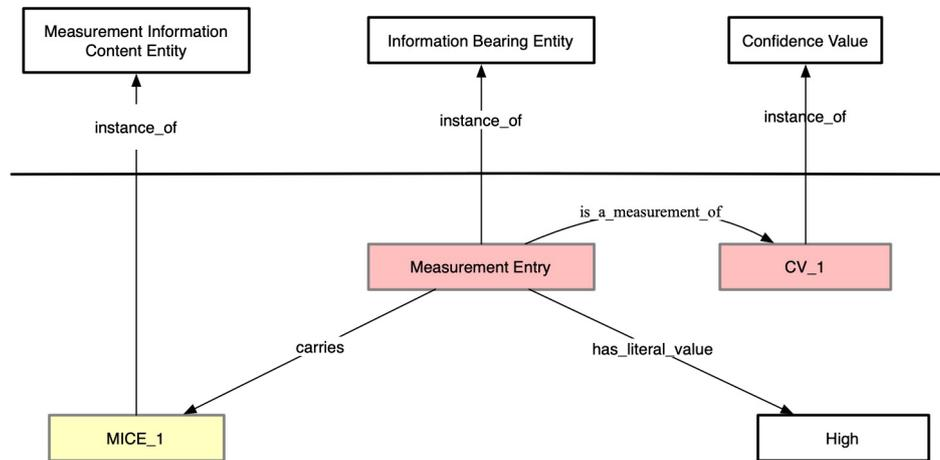 Measurement Information
Content Entity
Information Bearing Entity
Confidence Value
instance_of
instance_of
instance_of
is_a_measurement_of
Measurement Entry
CV_1
carries
has_literal_value
MICE_1
High